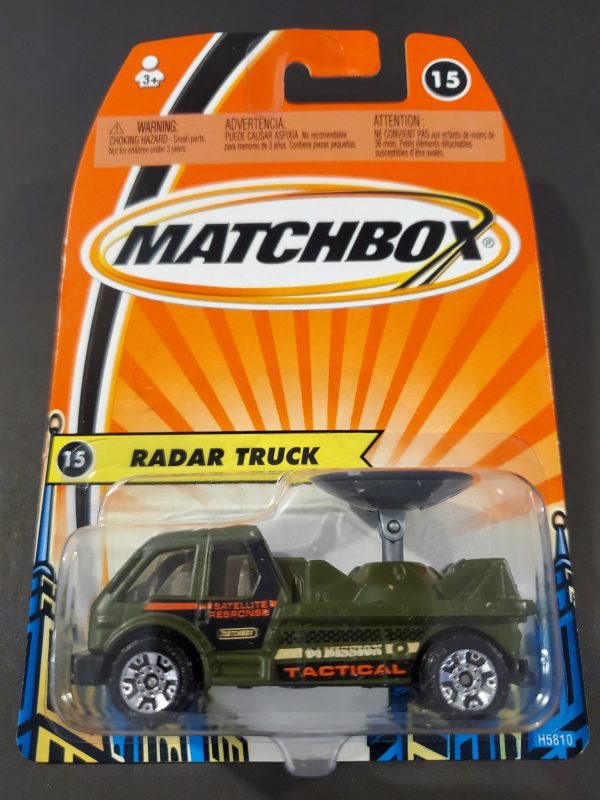 3+
15
WARNING:
CHOKING HAZARD - Small parts.
Not for children under 3 years.
ADVERTENCIA:
PUEDE CAUSAR ASFIXIA. No recomendable
para menores de 3 años. Contiene piezas pequeñas.
ATTENTION :
NE CONVIENT PAS aux enfants de moins de
36 mois. Petits éléments détachables
susceptibles d'être avalés.
MATCHBOX®
15 RADAR TRUCK
SATELLITE
RESPONSE
MATCHBOX
04 MISSION
TACTICAL
H5810